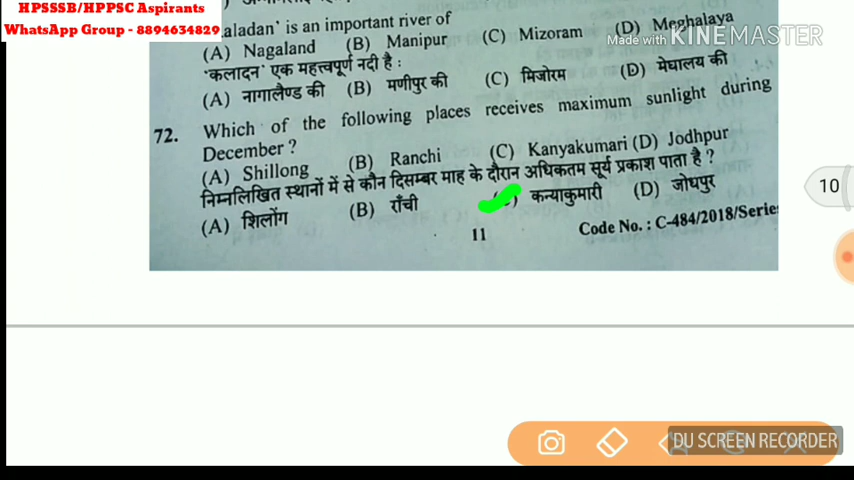 HPSSSB/HPPSC Aspirants
WhatsApp Group - 8894634829
aladan' is an important river of
(A) Nagaland (B) Manipur (C) Mizoram (D) Meghalaya
Made with KINEMASTER
'कलादन' एक महत्त्वपूर्ण नदी है :
(A) नागालैण्ड की (B) मणीपुर की (C) मिजोरम (D) मेघालय की
72. Which of the following places receives maximum sunlight during
December ?
(A) Shillong (B) Ranchi (C) Kanyakumari (D) Jodhpur
निम्नलिखित स्थानों में से कौन दिसम्बर माह के दौरान अधिकतम सूर्य प्रकाश पाता है ?
(A) शिलोंग (B) राँची (C) कन्याकुमारी (D) जोधपुर
11
Code No. : C-484/2018/Series
10
DU SCREEN RECORDER